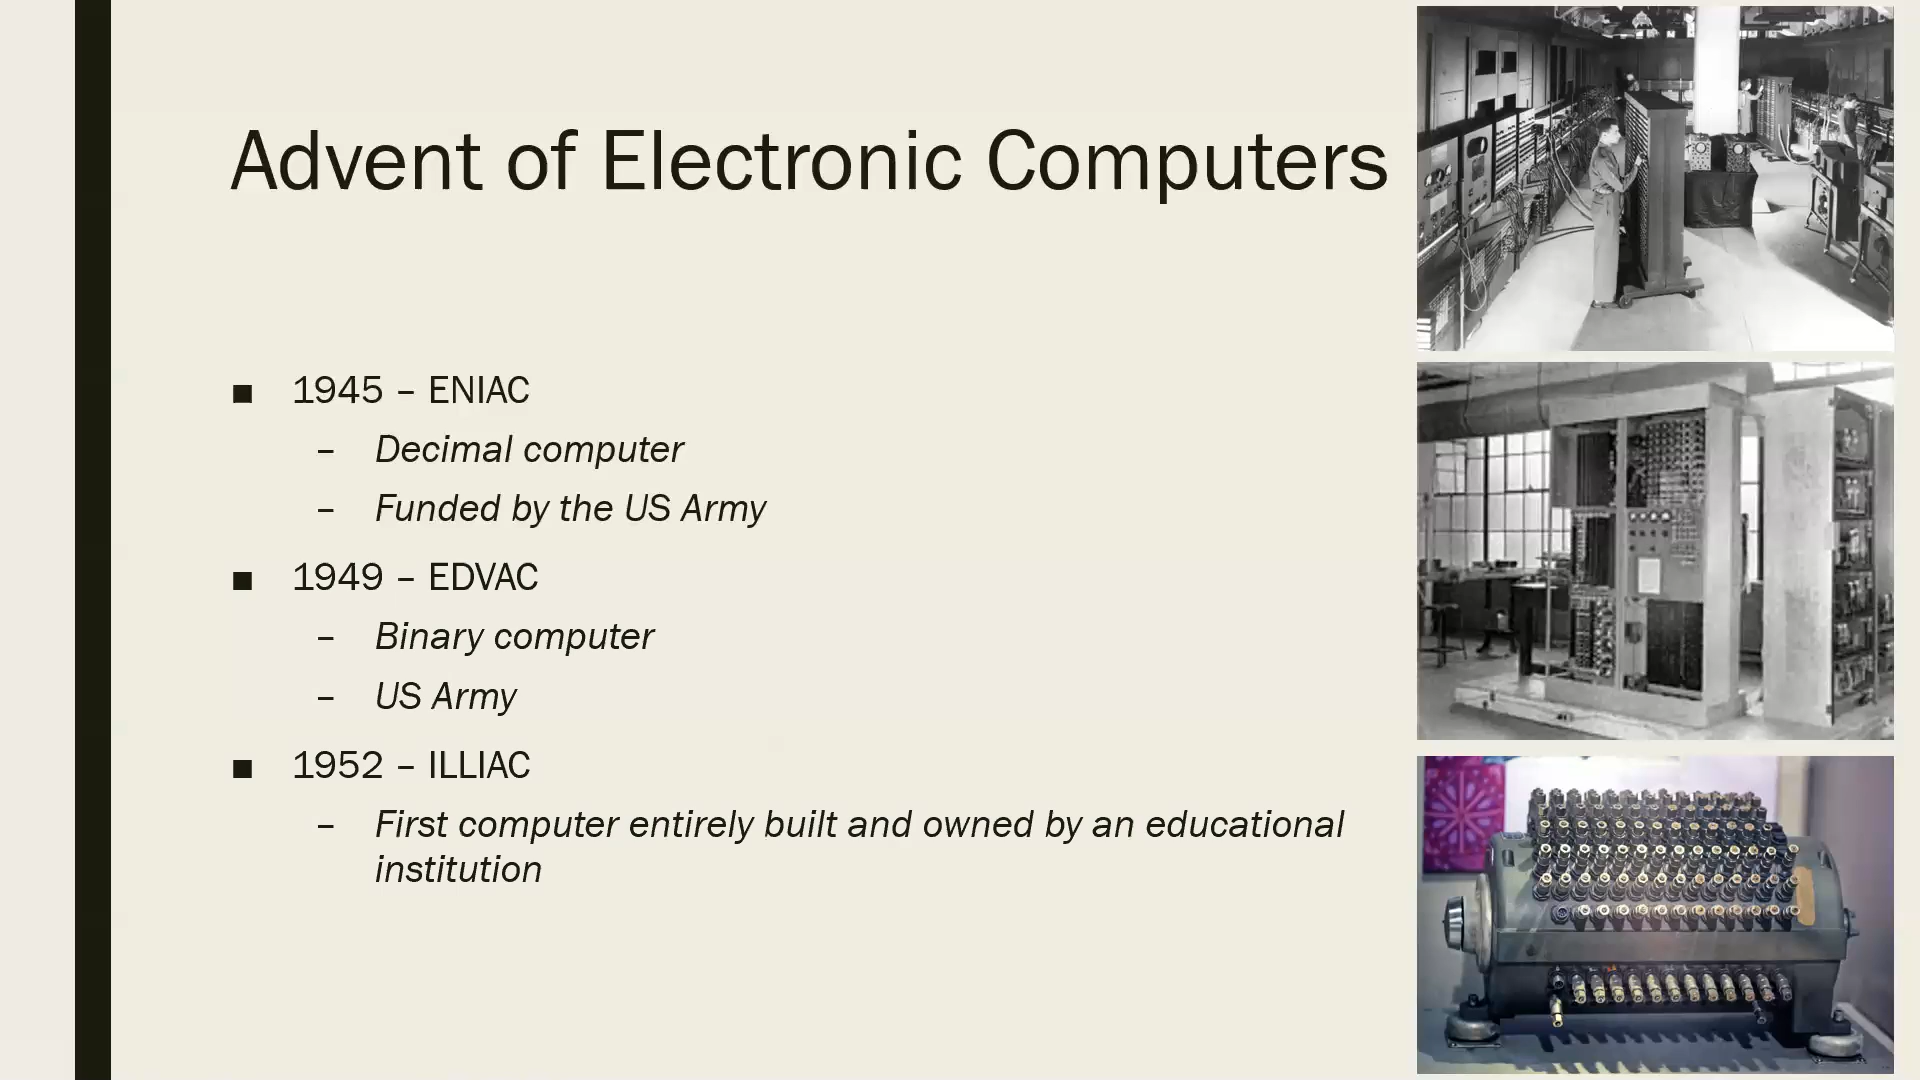 Advent of Electronic Computers
■ 1945 – ENIAC
– Decimal computer
– Funded by the US Army
■ 1949 – EDVAC
– Binary computer
– US Army
■ 1952 – ILLIAC
– First computer entirely built and owned by an educational
institution